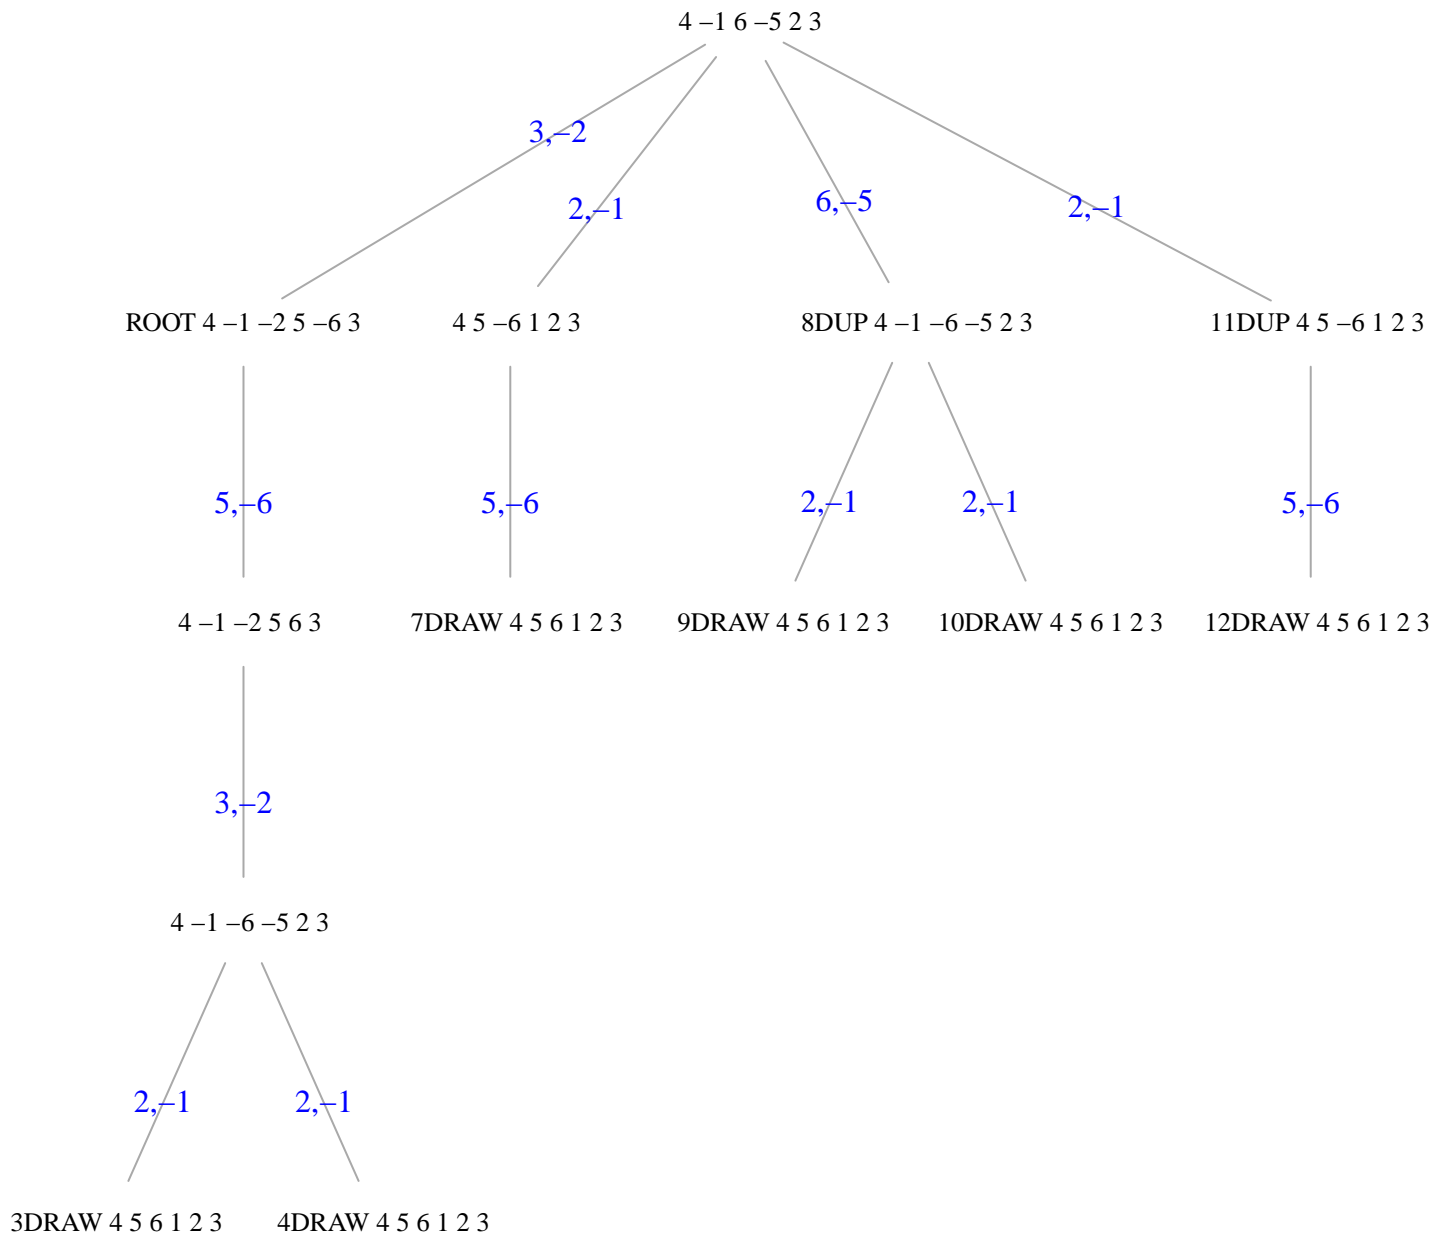 4 –1 6 –5 2 3
3,–2
2,–1
6,–5
2,–1
ROOT 4 –1 –2 5 –6 3
4 5 –6 1 2 3
8DUP 4 –1 –6 –5 2 3
11DUP 4 5 –6 1 2 3
5,–6
5,–6
2,–1
2,–1
5,–6
4 –1 –2 5 6 3
7DRAW 4 5 6 1 2 3
9DRAW 4 5 6 1 2 3
10DRAW 4 5 6 1 2 3
12DRAW 4 5 6 1 2 3
3,–2
4 –1 –6 –5 2 3
2,–1
2,–1
3DRAW 4 5 6 1 2 3
4DRAW 4 5 6 1 2 3